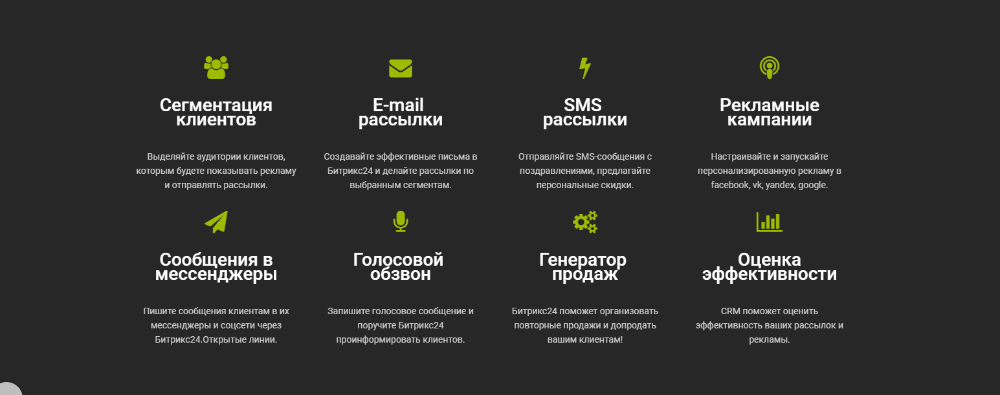 Сегментация
клиентов
Выделяйте аудитории клиентов,
которым будете показывать рекламу
и отправлять рассылки.
E-mail
рассылки
Создавайте эффективные письма в
Битрикс24 и делайте рассылки по
выбранным сегментам.
SMS
рассылки
Отправляйте SMS-сообщения с
поздравлениями, предлагайте
персональные скидки.
Рекламные
кампании
Настраивайте и запускайте
персонализированную рекламу в
facebook, vk, yandex, google.
Сообщения в
мессенджеры
Пишите сообщения клиентам в их
мессенджеры и соцсети через
Битрикс24.Открытые линии.
Голосовой
обзвон
Запишите голосовое сообщение и
поручите Битрикс24
проинформировать клиентов.
Генератор
продаж
Битрикс24 поможет организовать
повторные продажи и допродать
вашим клиентам!
Оценка
эффективности
CRM поможет оценить
эффективность ваших рассылок и
рекламы.